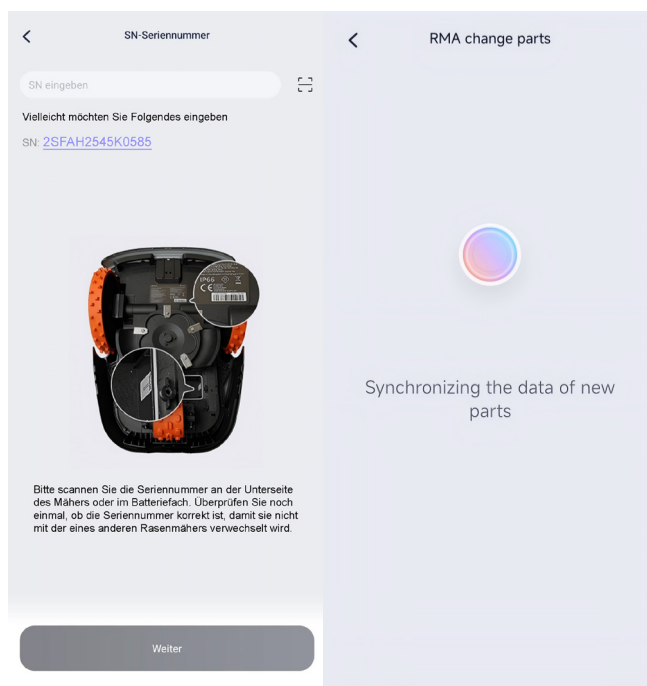 SN-Seriennummer
SN eingeben
Vielleicht möchten Sie Folgendes eingeben
SN: 2SFAH2545K0585
IP66
CE
Bitte scannen Sie die Seriennummer an der Unterseite
des Mähers oder im Batteriefach. Überprüfen Sie noch
einmal, ob die Seriennummer korrekt ist, damit sie nicht
mit der eines anderen Rasenmähers verwechselt wird.
Weiter
RMA change parts
Synchronizing the data of new
parts